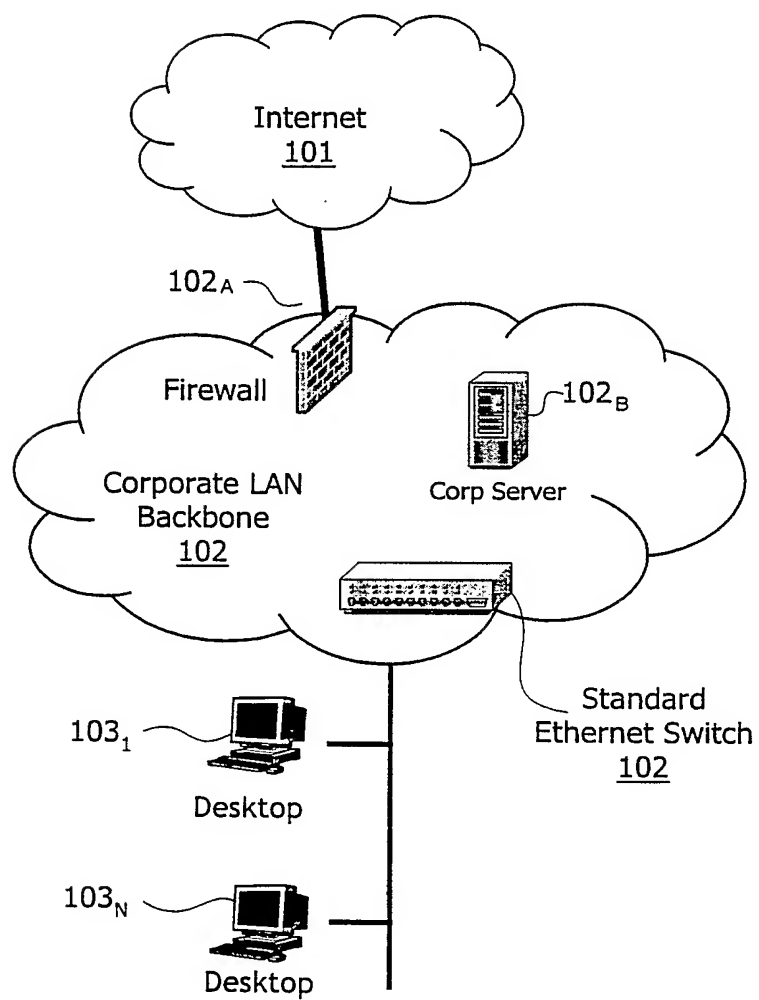 Internet
101
102A
Firewall
102B
Corp Server
Corporate LAN
Backbone
102
Standard
Ethernet Switch
102
1031
Desktop
103N
Desktop